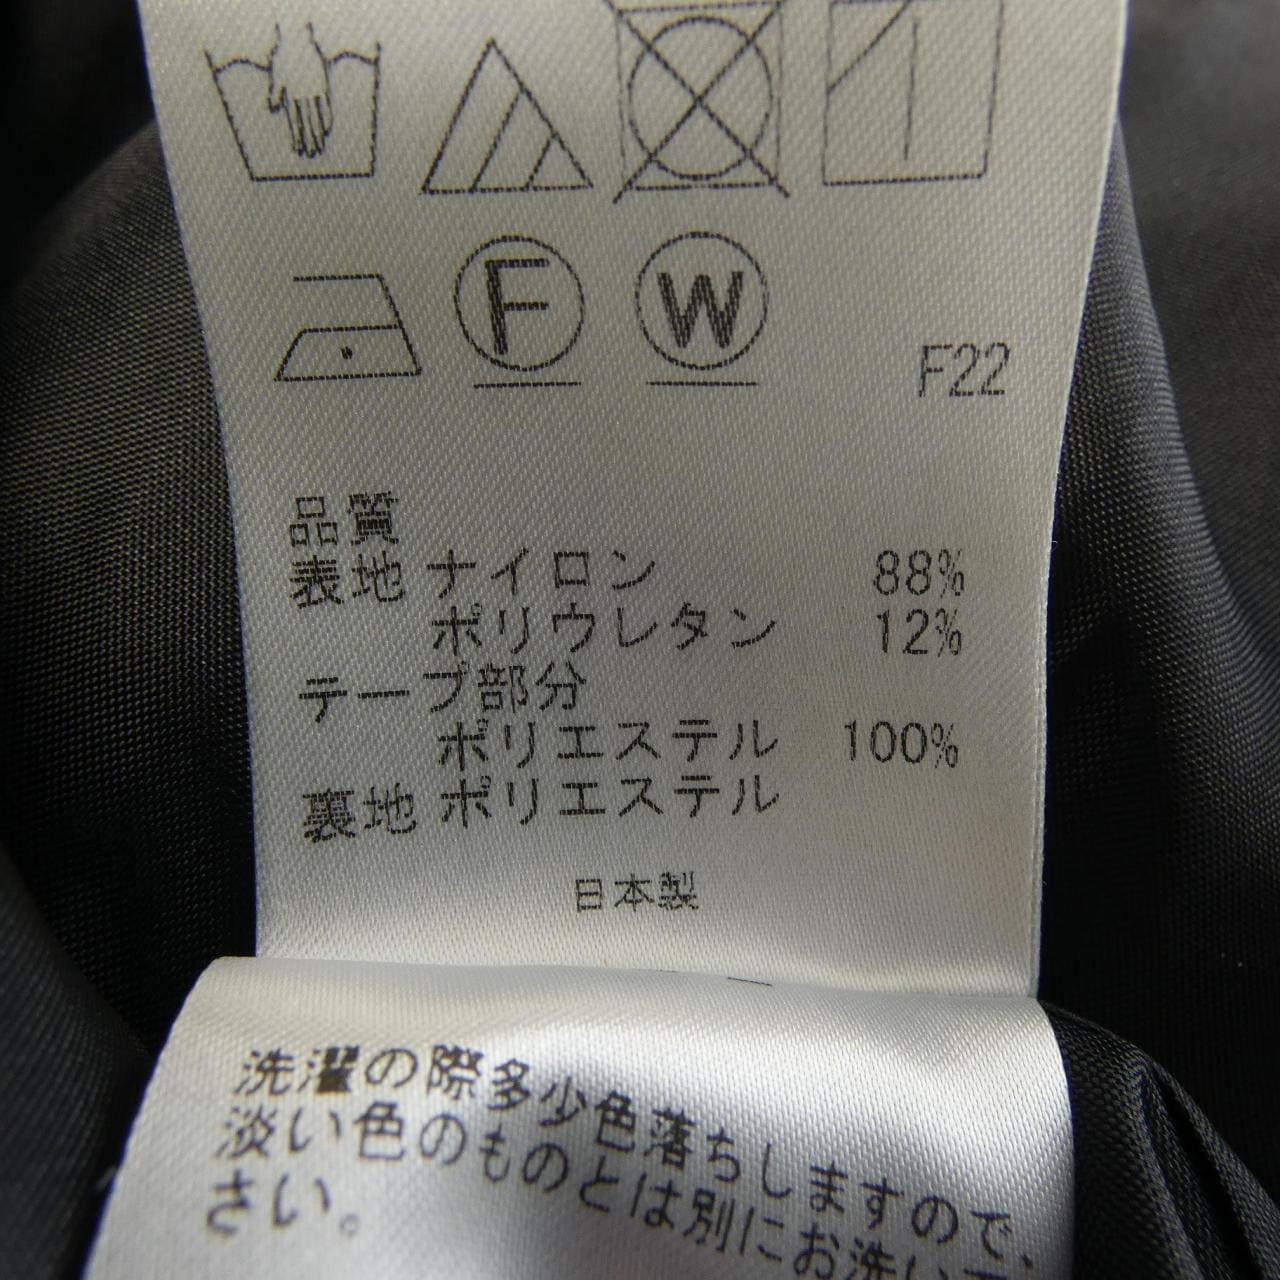 F
W
F22
品質
表地 ナイロン 88%
ポリウレタン 12%
テープ部分
ポリエステル 100%
裏地 ポリエステル
日本製
洗濯の際多少色落ちしますので、
淡い色のものとは別にお洗いて
さい。